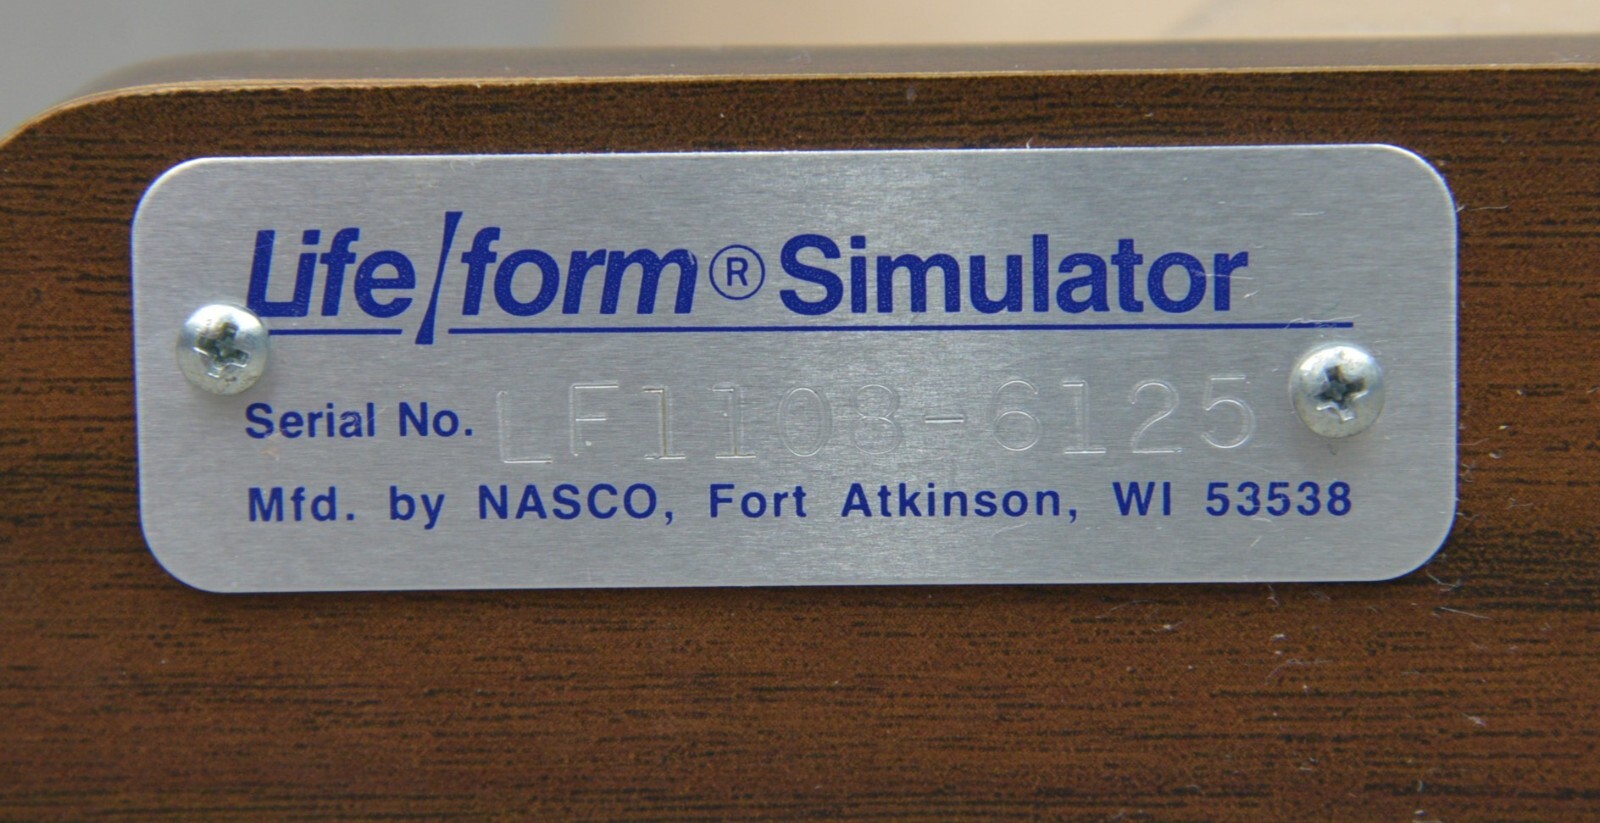 Life/form® Simulator
Serial No. LF1108-6125
Mfd. by NASCO, Fort Atkinson, WI 53538